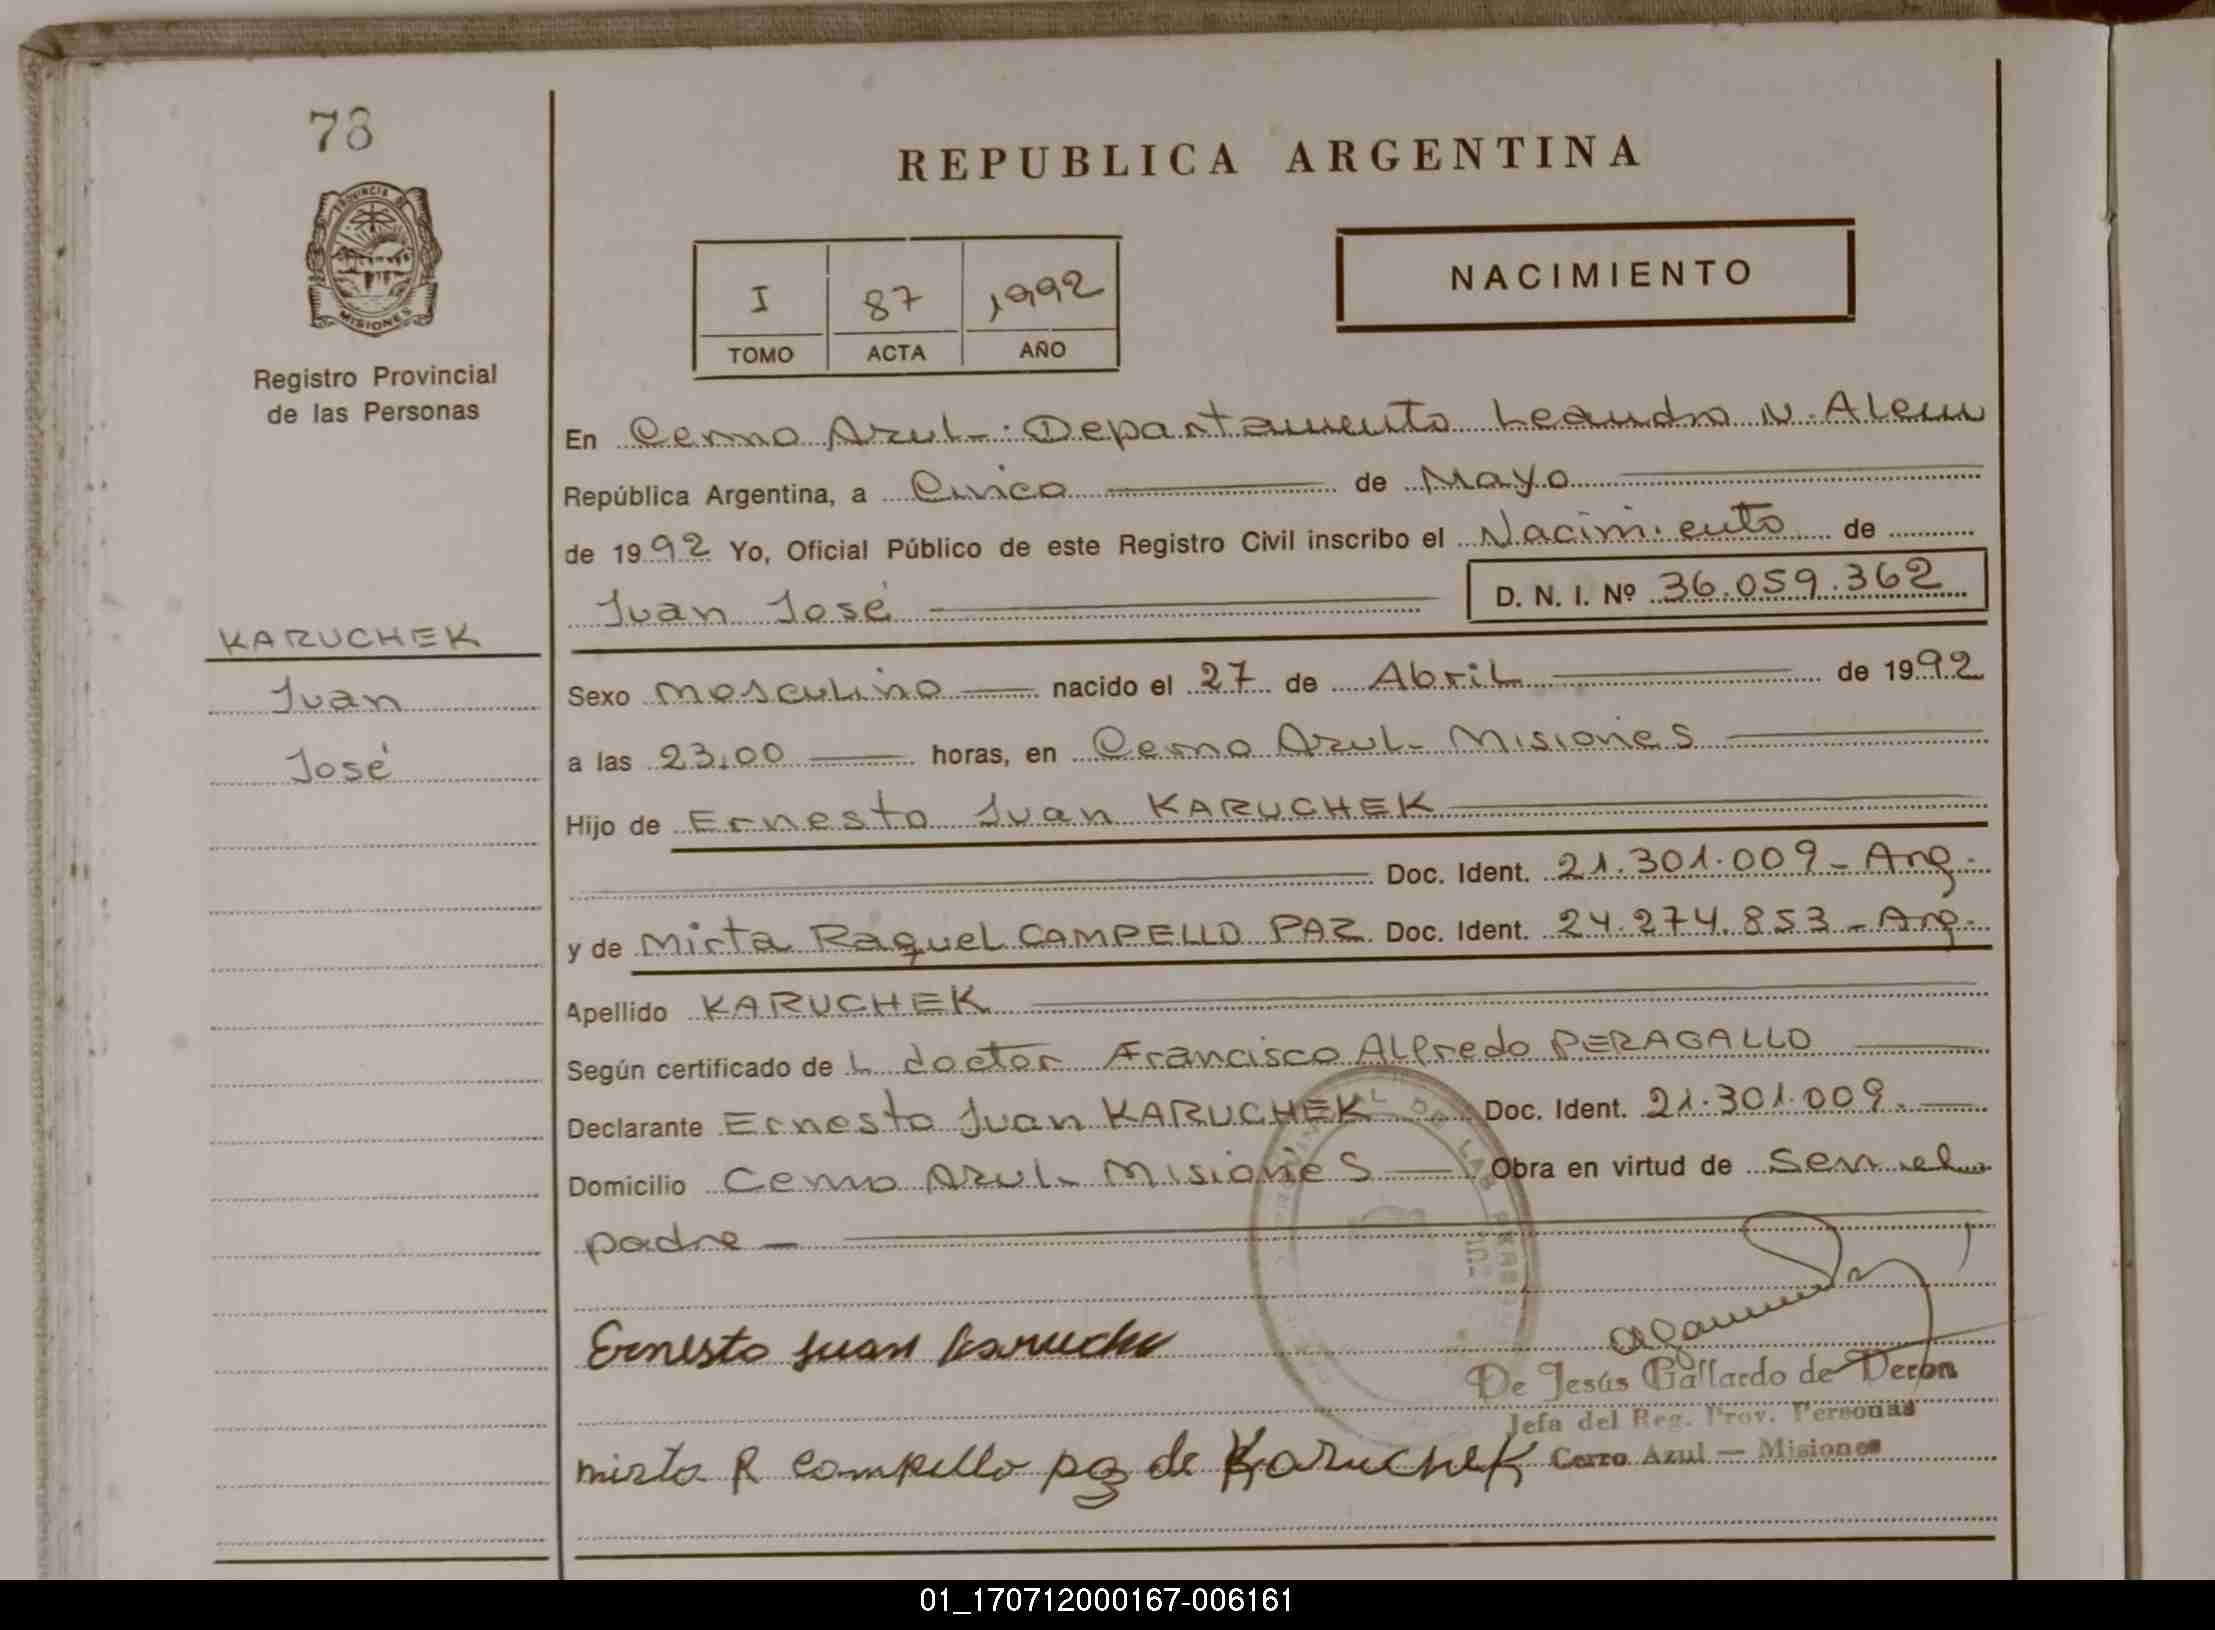 78
PROVINCIA DE
MISIONES
Registro Provincial
de las Personas
KARUCHEK
Juan
José
REPUBLICA ARGENTINA
NACIMIENTO
I 87 1992
TOMO ACTA AÑO
En Cerro Azul. Departamento Leandro N. Alem
República Argentina, a Cinco de Mayo
de 1992 Yo, Oficial Público de este Registro Civil inscribo el Nacimiento de
Juan José D. N. I. Nº 36.059.362
Sexo masculino nacido el 27 de Abril de 1992
a las 23,00 horas, en Cerro Azul- Misiones
Hijo de Ernesto Juan KARUCHEK
Doc. Ident. 21.301.009 - Arg.
y de Mirta Raquel CAMPELLO PAZ Doc. Ident. 24.274.853 - Arg.
Apellido KARUCHEK
Según certificado de L doctor Francisco Alfredo PERAGALLO
Declarante Ernesto Juan KARUCHEK Doc. Ident. 21.301.009.
Domicilio Cerro Azul- Misiones Obra en virtud de ser el
padre
Ernesto Juan
De Jesús Gallardo de Deron
Jefa del Reg. Prov. Personas
Cerro Azul — Misiones
mirta R campello pz de KarucheK
01_170712000167-006161